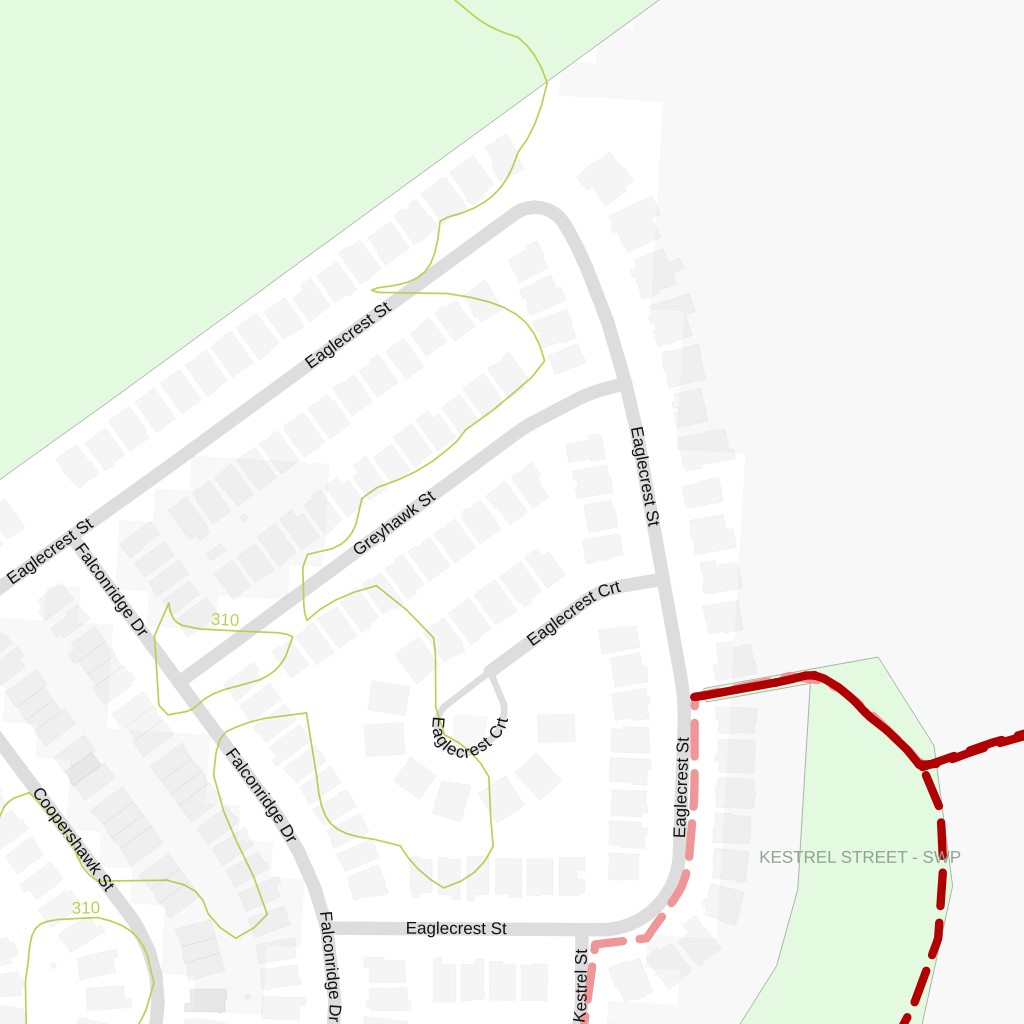 Eaglecrest St
Eaglecrest St
Greyhawk St
Eaglecrest St
Falconridge Dr
310
Eaglecrest Crt
Eaglecrest Crt
Falconridge Dr
Eaglecrest St
Coopershawk St
KESTREL STREET - SWP
310
Eaglecrest St
Falconridge Dr
Kestrel St